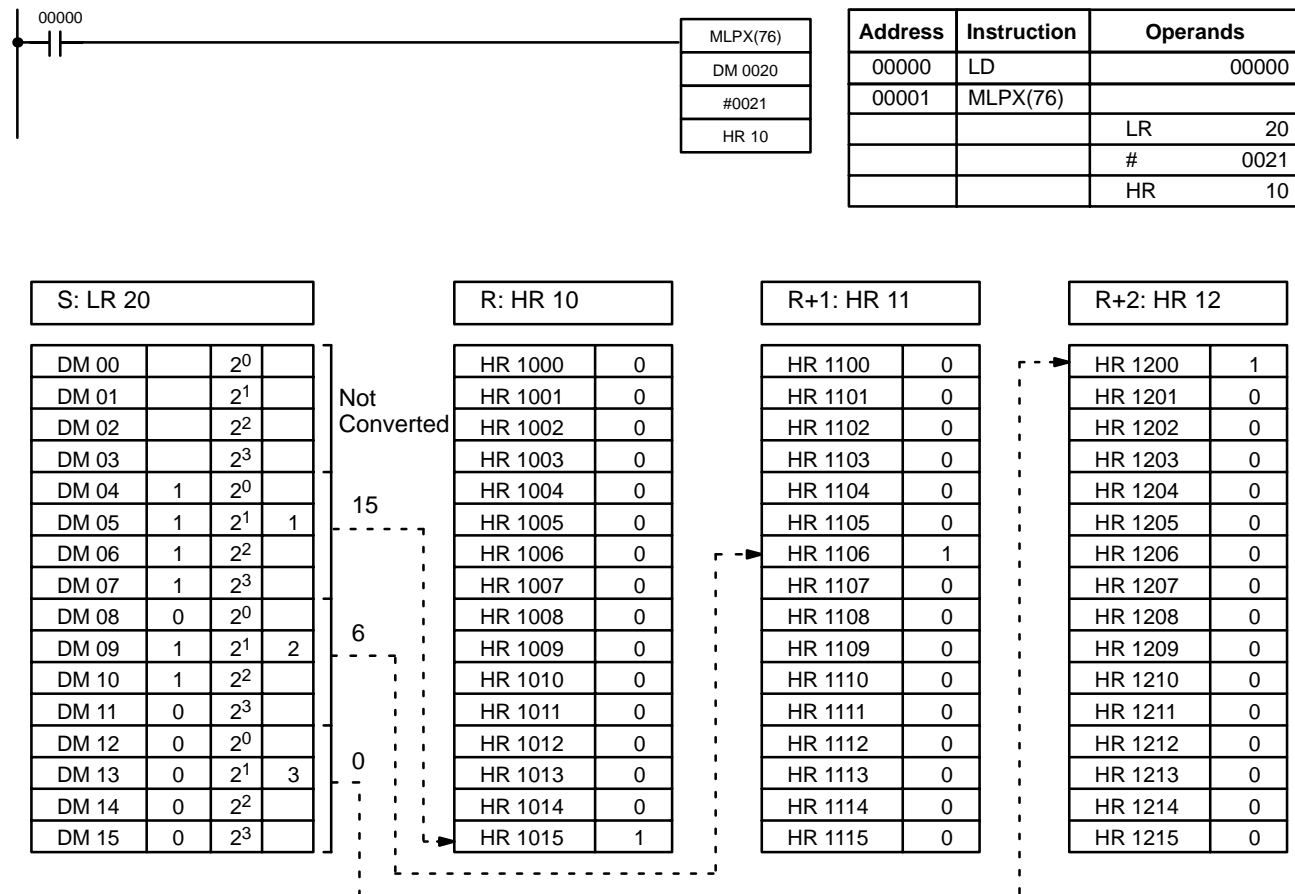 00000
MLPX(76)
DM 0020
#0021
HR 10
Address Instruction Operands
00000 LD 00000
00001 MLPX(76)
LR 20
# 0021
HR 10
S: LR 20 R: HR 10 R+1: HR 11 R+2: HR 12
DM 00 2⁰ HR 1000 0 HR 1100 0 HR 1200 1
DM 01 2¹ Not HR 1001 0 HR 1101 0 HR 1201 0
DM 02 2² Converted HR 1002 0 HR 1102 0 HR 1202 0
DM 03 2³ HR 1003 0 HR 1103 0 HR 1203 0
DM 04 1 2⁰ 15 HR 1004 0 HR 1104 0 HR 1204 0
DM 05 1 2¹ 1 HR 1005 0 HR 1105 0 HR 1205 0
DM 06 1 2² HR 1006 0 HR 1106 1 HR 1206 0
DM 07 1 2³ HR 1007 0 HR 1107 0 HR 1207 0
DM 08 0 2⁰ 6 HR 1008 0 HR 1108 0 HR 1208 0
DM 09 1 2¹ 2 HR 1009 0 HR 1109 0 HR 1209 0
DM 10 1 2² HR 1010 0 HR 1110 0 HR 1210 0
DM 11 0 2³ HR 1011 0 HR 1111 0 HR 1211 0
DM 12 0 2⁰ 0 HR 1012 0 HR 1112 0 HR 1212 0
DM 13 0 2¹ 3 HR 1013 0 HR 1113 0 HR 1213 0
DM 14 0 2² HR 1014 0 HR 1114 0 HR 1214 0
DM 15 0 2³ HR 1015 1 HR 1115 0 HR 1215 0